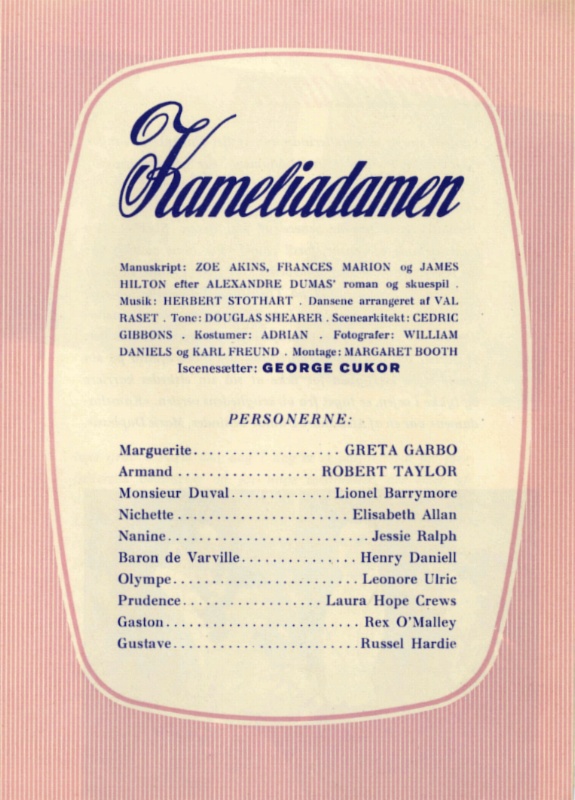 Kameliadamen
Manuskript: ZOE AKINS, FRANCES MARION og JAMES
HILTON efter ALEXANDRE DUMAS' roman og skuespil .
Musik: HERBERT STOTHART . Dansene arrangeret af VAL
RASET . Tone: DOUGLAS SHEARER . Scenearkitekt: CEDRIC
GIBBONS . Kostumer: ADRIAN . Fotografer: WILLIAM
DANIELS og KARL FREUND . Montage: MARGARET BOOTH
Iscenesætter: GEORGE CUKOR
PERSONERNE:
Marguerite.................. GRETA GARBO
Armand ................. ROBERT TAYLOR
Monsieur Duval............. Lionel Barrymore
Nichette .................... Elisabeth Allan
Nanine....................... Jessie Ralph
Baron de Varville............... Henry Daniell
Olympe....................... Leonore Ulric
Prudence................. Laura Hope Crews
Gaston........................ Rex O'Malley
Gustave...................... Russel Hardie